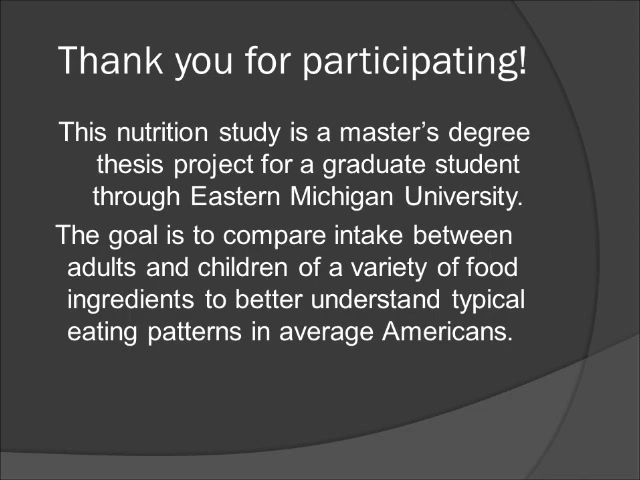 Thank you for participating!
This nutrition study is a master’s degree
thesis project for a graduate student
through Eastern Michigan University.
The goal is to compare intake between
adults and children of a variety of food
ingredients to better understand typical
eating patterns in average Americans.